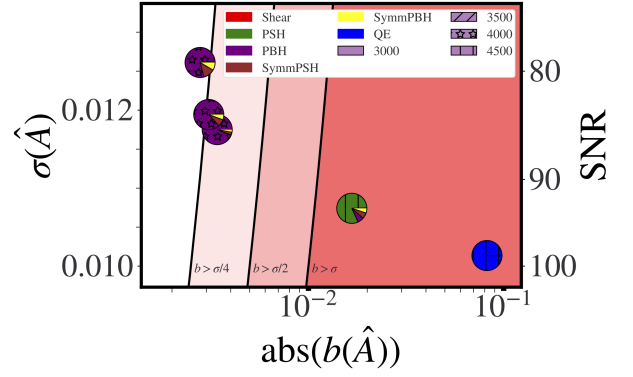 Shear
PSH
PBH
SymmPSH
SymmPBH
QE
3000
3500
4000
4500
0.012
0.010
σ(Â)
80
90
100
SNR
b > σ/4
b > σ/2
b > σ
10⁻²
10⁻¹
abs(b(Â))